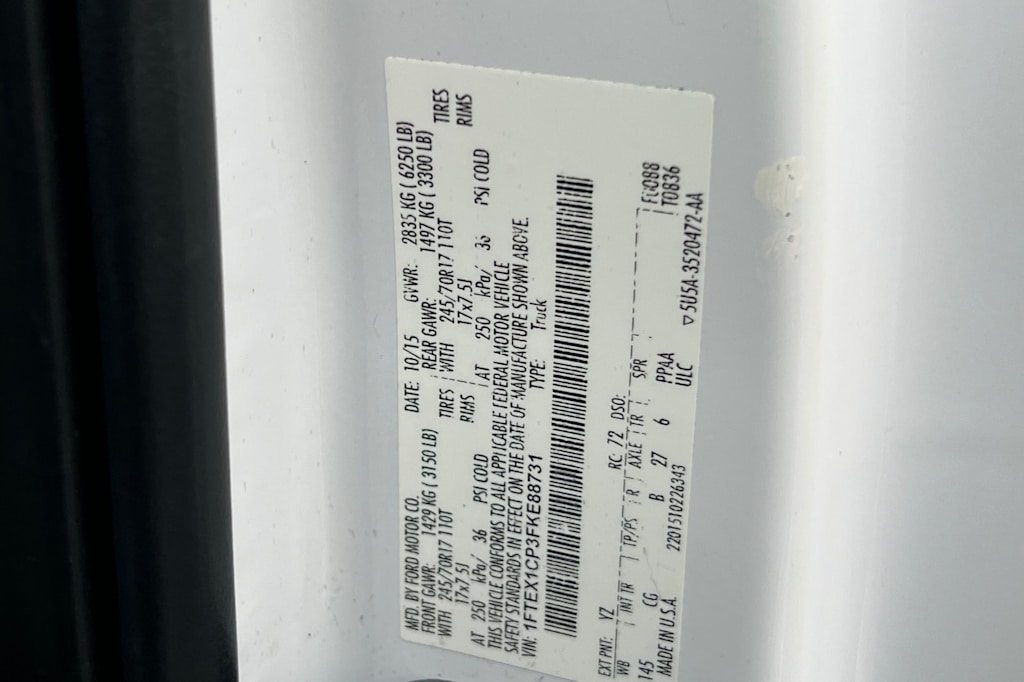 MFD. BY FORD MOTOR CO. DATE: 10/15 GVWR: 2835 KG ( 6250 LB)
FRONT GAWR: 1429 KG ( 3150 LB) REAR GAWR: 1497 KG ( 3300 LB)
245/70R17 110T TIRES WITH 245/70R17 110T TIRES
17x7.5J RIMS 17x7.5J RIMS
AT 250 kPa/ 36 PSI COLD AT 250 kPa/ 36 PSI COLD
THIS VEHICLE CONFORMS TO ALL APPLICABLE FEDERAL MOTOR VEHICLE
SAFETY STANDARDS IN EFFECT ON THE DATE OF MANUFACTURE SHOWN ABOVE.
VIN: 1FTEX1CP3FKE88731 TYPE: Truck
EXT PNT: YZ RC: 72 DSO:
WB INT TR TP/PS R AXLE TR SPR
145 CG B 27 6 PPAA T0836
MADE IN U.S.A. 220151026343 ULC
5U5A-3520472-AA